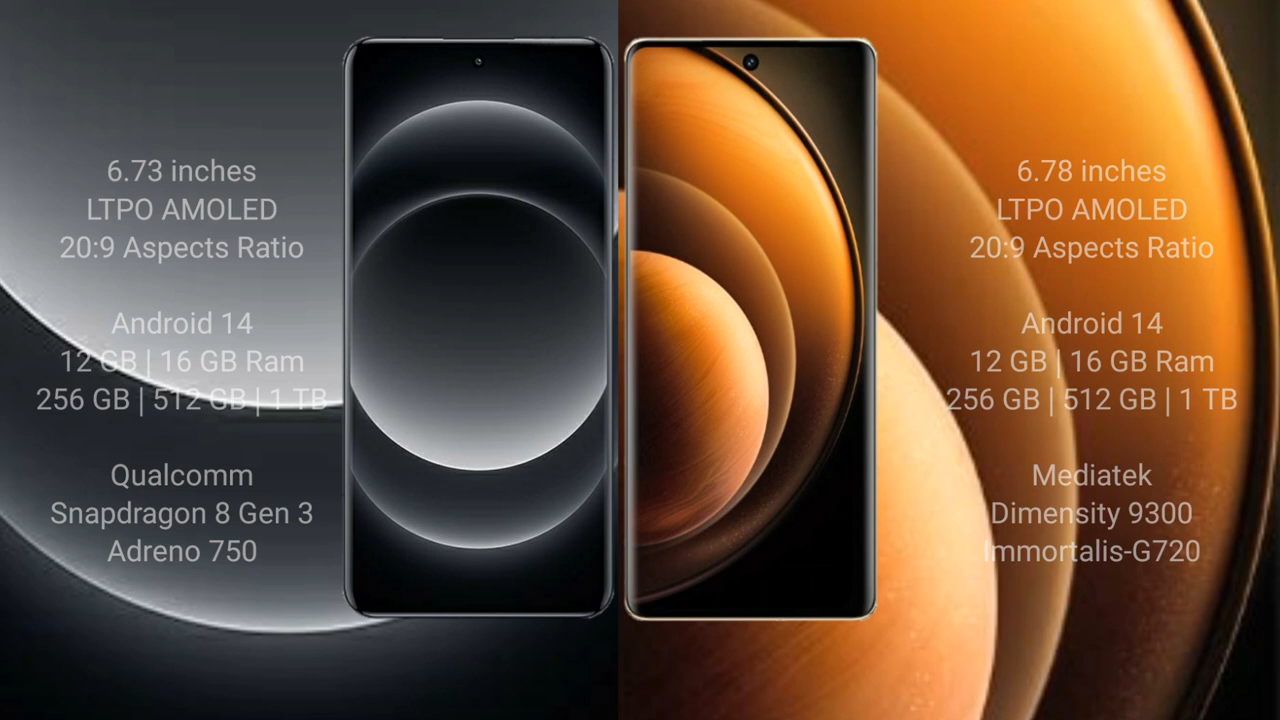 6.73 inches
LTPO AMOLED
20:9 Aspects Ratio
Android 14
12 GB | 16 GB Ram
256 GB | 512 GB | 1 TB
Qualcomm
Snapdragon 8 Gen 3
Adreno 750
6.78 inches
LTPO AMOLED
20:9 Aspects Ratio
Android 14
12 GB | 16 GB Ram
256 GB | 512 GB | 1 TB
Mediatek
Dimensity 9300
Immortalis-G720